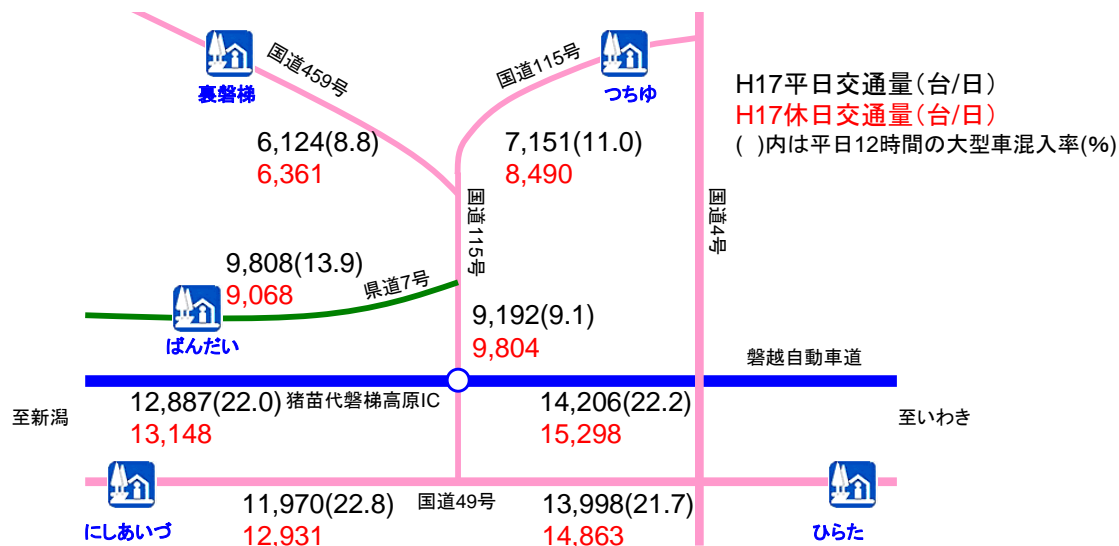 国道459号
国道115号
裏磐梯
つちゆ
H17平日交通量(台/日)
H17休日交通量(台/日)
( )内は平日12時間の大型車混入率(%)
6,124(8.8)
6,361
7,151(11.0)
8,490
国道115号
国道4号
9,808(13.9)
9,068
県道7号
ばんだい
9,192(9.1)
9,804
磐越自動車道
至新潟
12,887(22.0)
13,148
猪苗代磐梯高原IC
14,206(22.2)
15,298
至いわき
にしあいづ
11,970(22.8)
12,931
国道49号
13,998(21.7)
14,863
ひらた